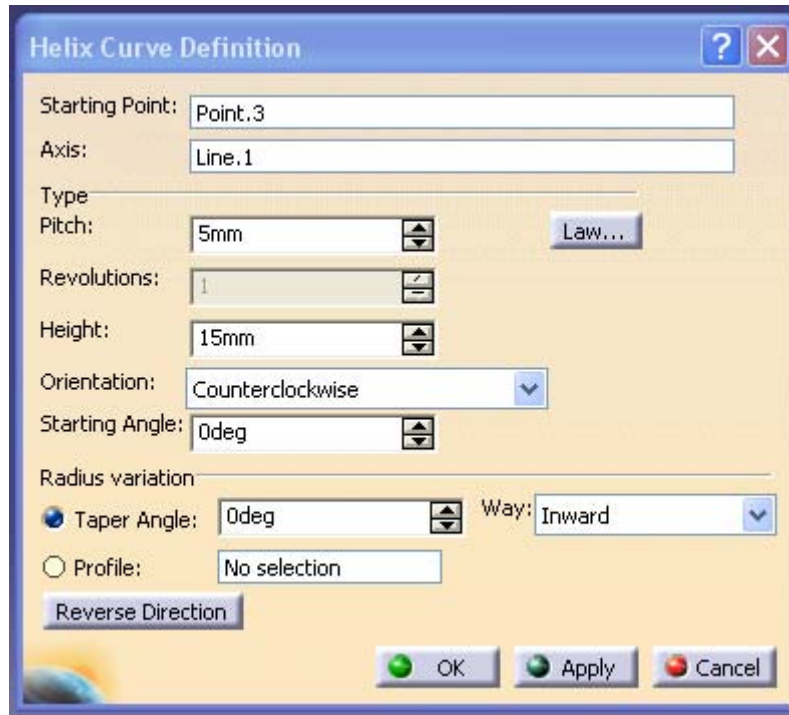 Helix Curve Definition
Starting Point: Point.3
Axis: Line.1
Type
Pitch: 5mm Law...
Revolutions: 1
Height: 15mm
Orientation: Counterclockwise
Starting Angle: 0deg
Radius variation
Taper Angle: 0deg Way: Inward
Profile: No selection
Reverse Direction
OK Apply Cancel